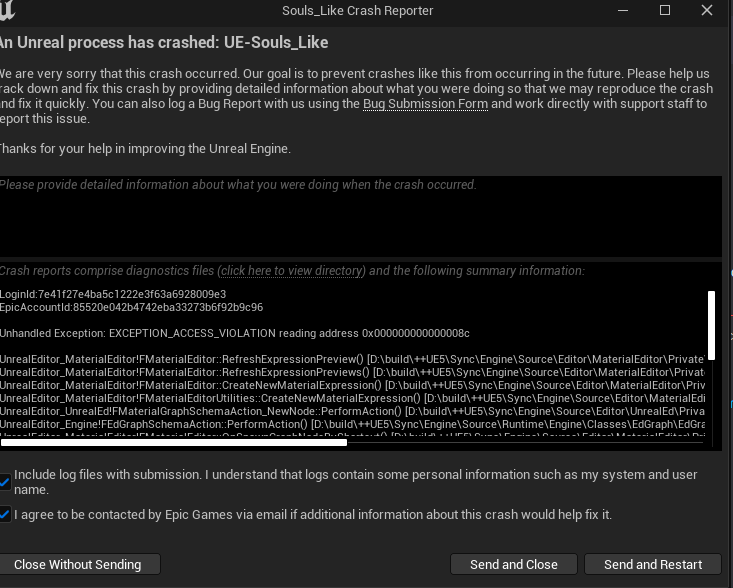 Souls_Like Crash Reporter
An Unreal process has crashed: UE-Souls_Like
We are very sorry that this crash occurred. Our goal is to prevent crashes like this from occurring in the future. Please help us
track down and fix this crash by providing detailed information about what you were doing so that we may reproduce the crash
and fix it quickly. You can also log a Bug Report with us using the Bug Submission Form and work directly with support staff to
report this issue.
Thanks for your help in improving the Unreal Engine.
Please provide detailed information about what you were doing when the crash occurred.
Crash reports comprise diagnostics files (click here to view directory) and the following summary information:
LoginId:7e41f27e4ba5c1222e3f63a6928009e3
EpicAccountId:85520e042b4742eba33273b6f92b9c96
Unhandled Exception: EXCEPTION_ACCESS_VIOLATION reading address 0x000000000000008c
UnrealEditor_MaterialEditor!FMaterialEditor::RefreshExpressionPreview() [D:\build\++UE5\Sync\Engine\Source\Editor\MaterialEditor\Private
UnrealEditor_MaterialEditor!FMaterialEditor::RefreshExpressionPreviews() [D:\build\++UE5\Sync\Engine\Source\Editor\MaterialEditor\Privat
UnrealEditor_MaterialEditor!FMaterialEditor::CreateNewMaterialExpression() [D:\build\++UE5\Sync\Engine\Source\Editor\MaterialEditor\Priv
UnrealEditor_MaterialEditor!FMaterialEditorUtilities::CreateNewMaterialExpression() [D:\build\++UE5\Sync\Engine\Source\Editor\MaterialEd
UnrealEditor_UnrealEd!FMaterialGraphSchemaAction_NewNode::PerformAction() [D:\build\++UE5\Sync\Engine\Source\Editor\UnrealEd\Priva
UnrealEditor_Engine!FEdGraphSchemaAction::PerformAction() [D:\build\++UE5\Sync\Engine\Source\Runtime\Engine\Classes\EdGraph\EdGra
Include log files with submission. I understand that logs contain some personal information such as my system and user
name.
I agree to be contacted by Epic Games via email if additional information about this crash would help fix it.
Close Without Sending
Send and Close
Send and Restart